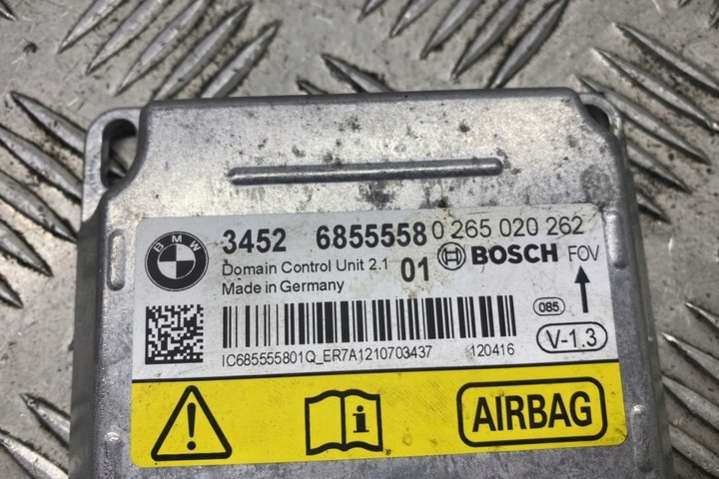 BMW
3452 6855558 0 265 020 262
Domain Control Unit 2.1 01 BOSCH FOV
Made in Germany
085
V-1.3
IC685555801Q_ER7A1210703437 120416
i AIRBAG